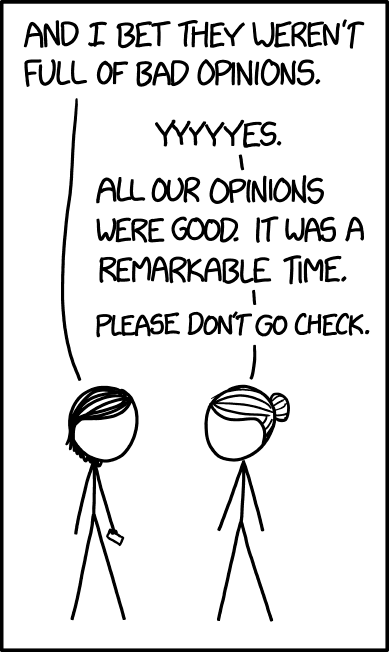 AND I BET THEY WEREN'T
FULL OF BAD OPINIONS.
YYYYYES.
ALL OUR OPINIONS
WERE GOOD. IT WAS A
REMARKABLE TIME.
PLEASE DON'T GO CHECK.